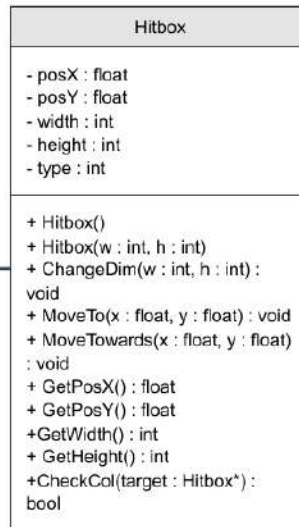 Hitbox
- posX : float
- posY : float
- width : int
- height : int
- type : int
+ Hitbox()
+ Hitbox(w : int, h : int)
+ ChangeDim(w : int, h : int) :
void
+ MoveTo(x : float, y : float) : void
+ MoveTowards(x : float, y : float)
: void
+ GetPosX() : float
+ GetPosY() : float
+GetWidth() : int
+ GetHeight() : int
+CheckCol(target : Hitbox*) :
bool